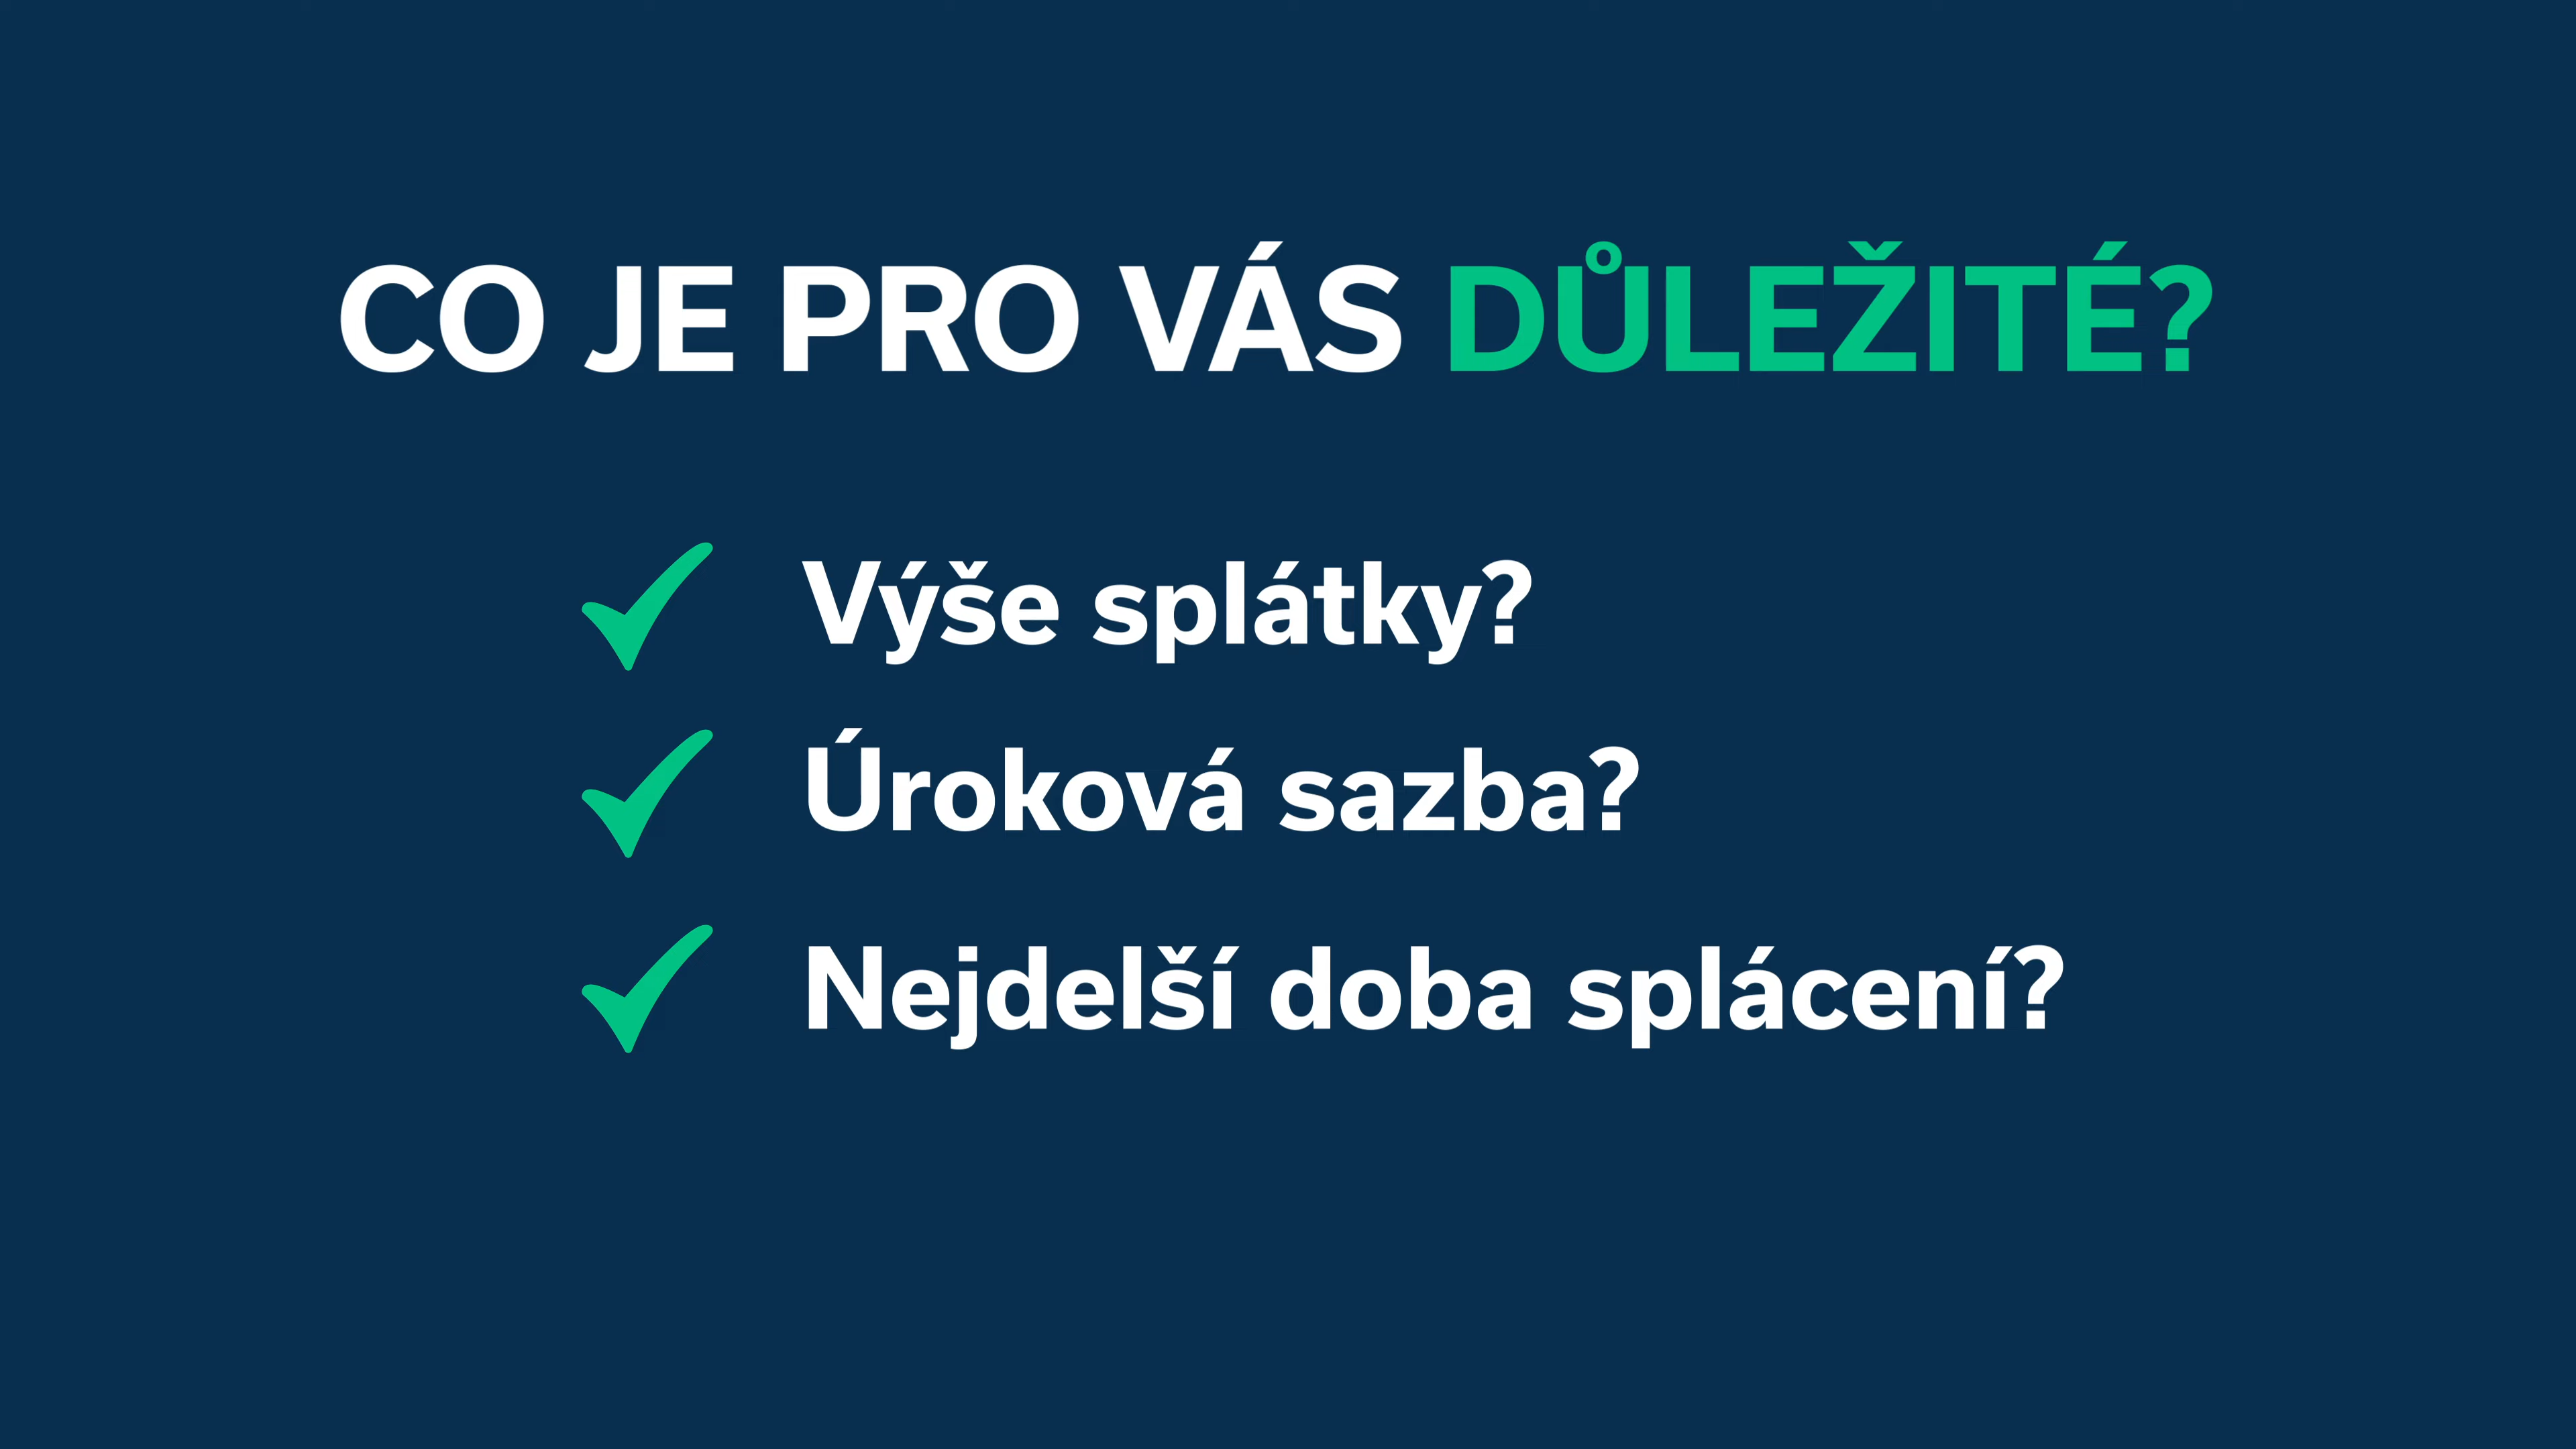 CO JE PRO VÁS DŮLEŽITÉ?
Výše splátky?
Úroková sazba?
Nejdelší doba splácení?